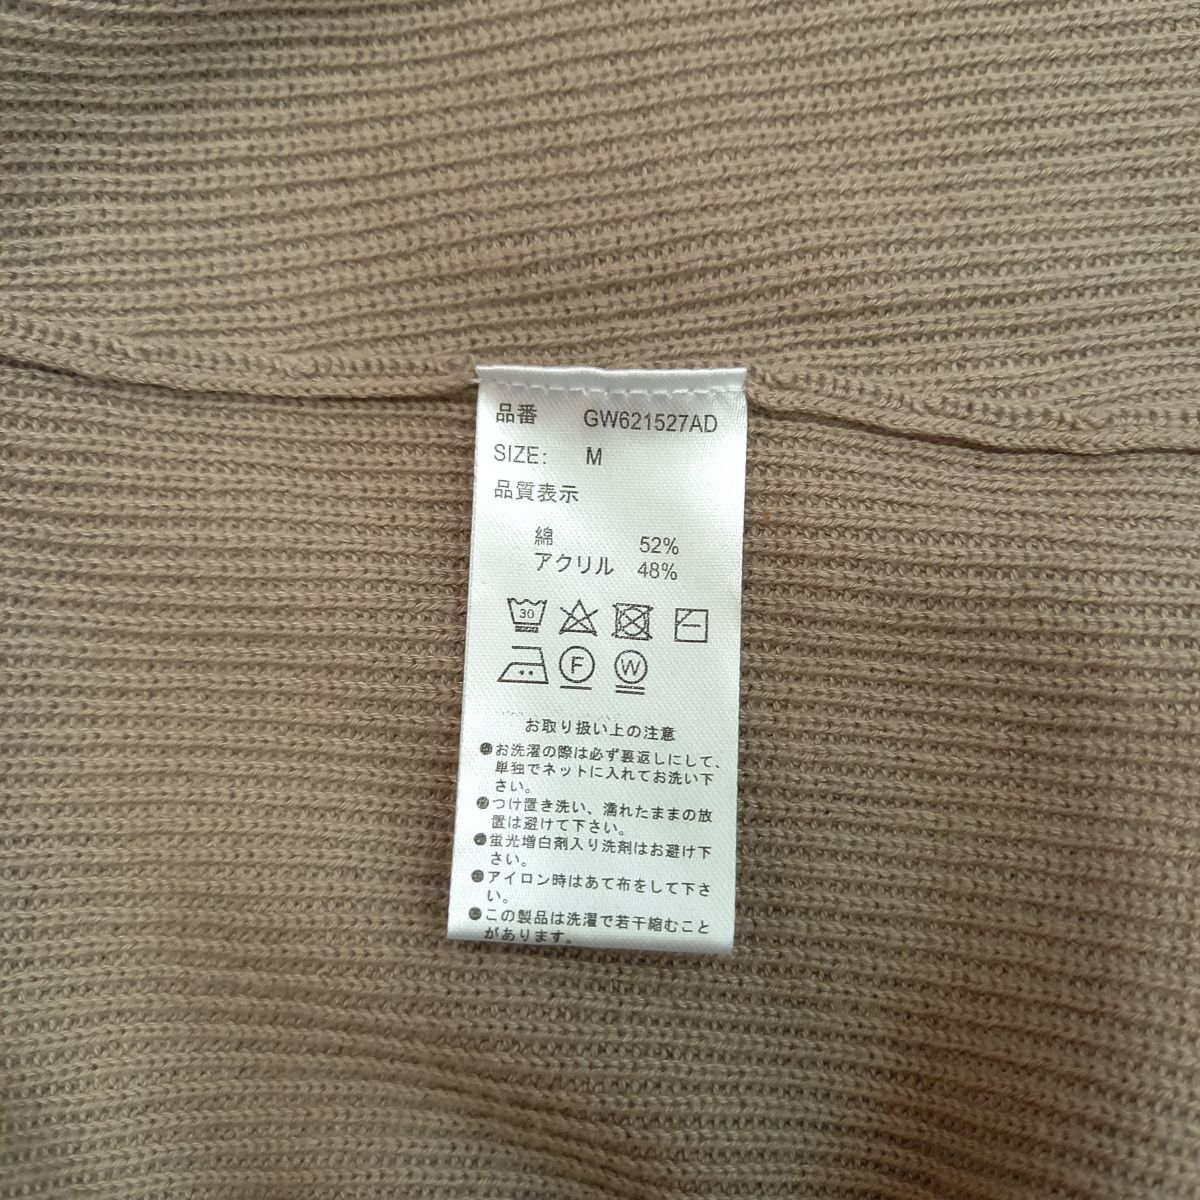 品番 GW621527AD
SIZE: M
品質表示
綿 52%
アクリル 48%
30
F W
お取り扱い上の注意
●お洗濯の際は必ず裏返しにして、
単独でネットに入れてお洗い下
さい。
●つけ置き洗い、濡れたままの放
置は避けて下さい。
●蛍光増白剤入り洗剤はお避け下
さい。
●アイロン時はあて布をして下さ
い。
●この製品は洗濯で若干縮むこと
があります。